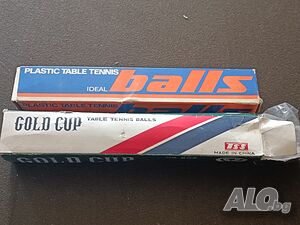 PLASTIC TABLE TENNIS
IDEAL
balls
PLASTIC TABLE TENNIS
balls
GOLD CUP
TABLE TENNIS BALLS
MADE IN CHINA
GOLD CUP
ALO.bg